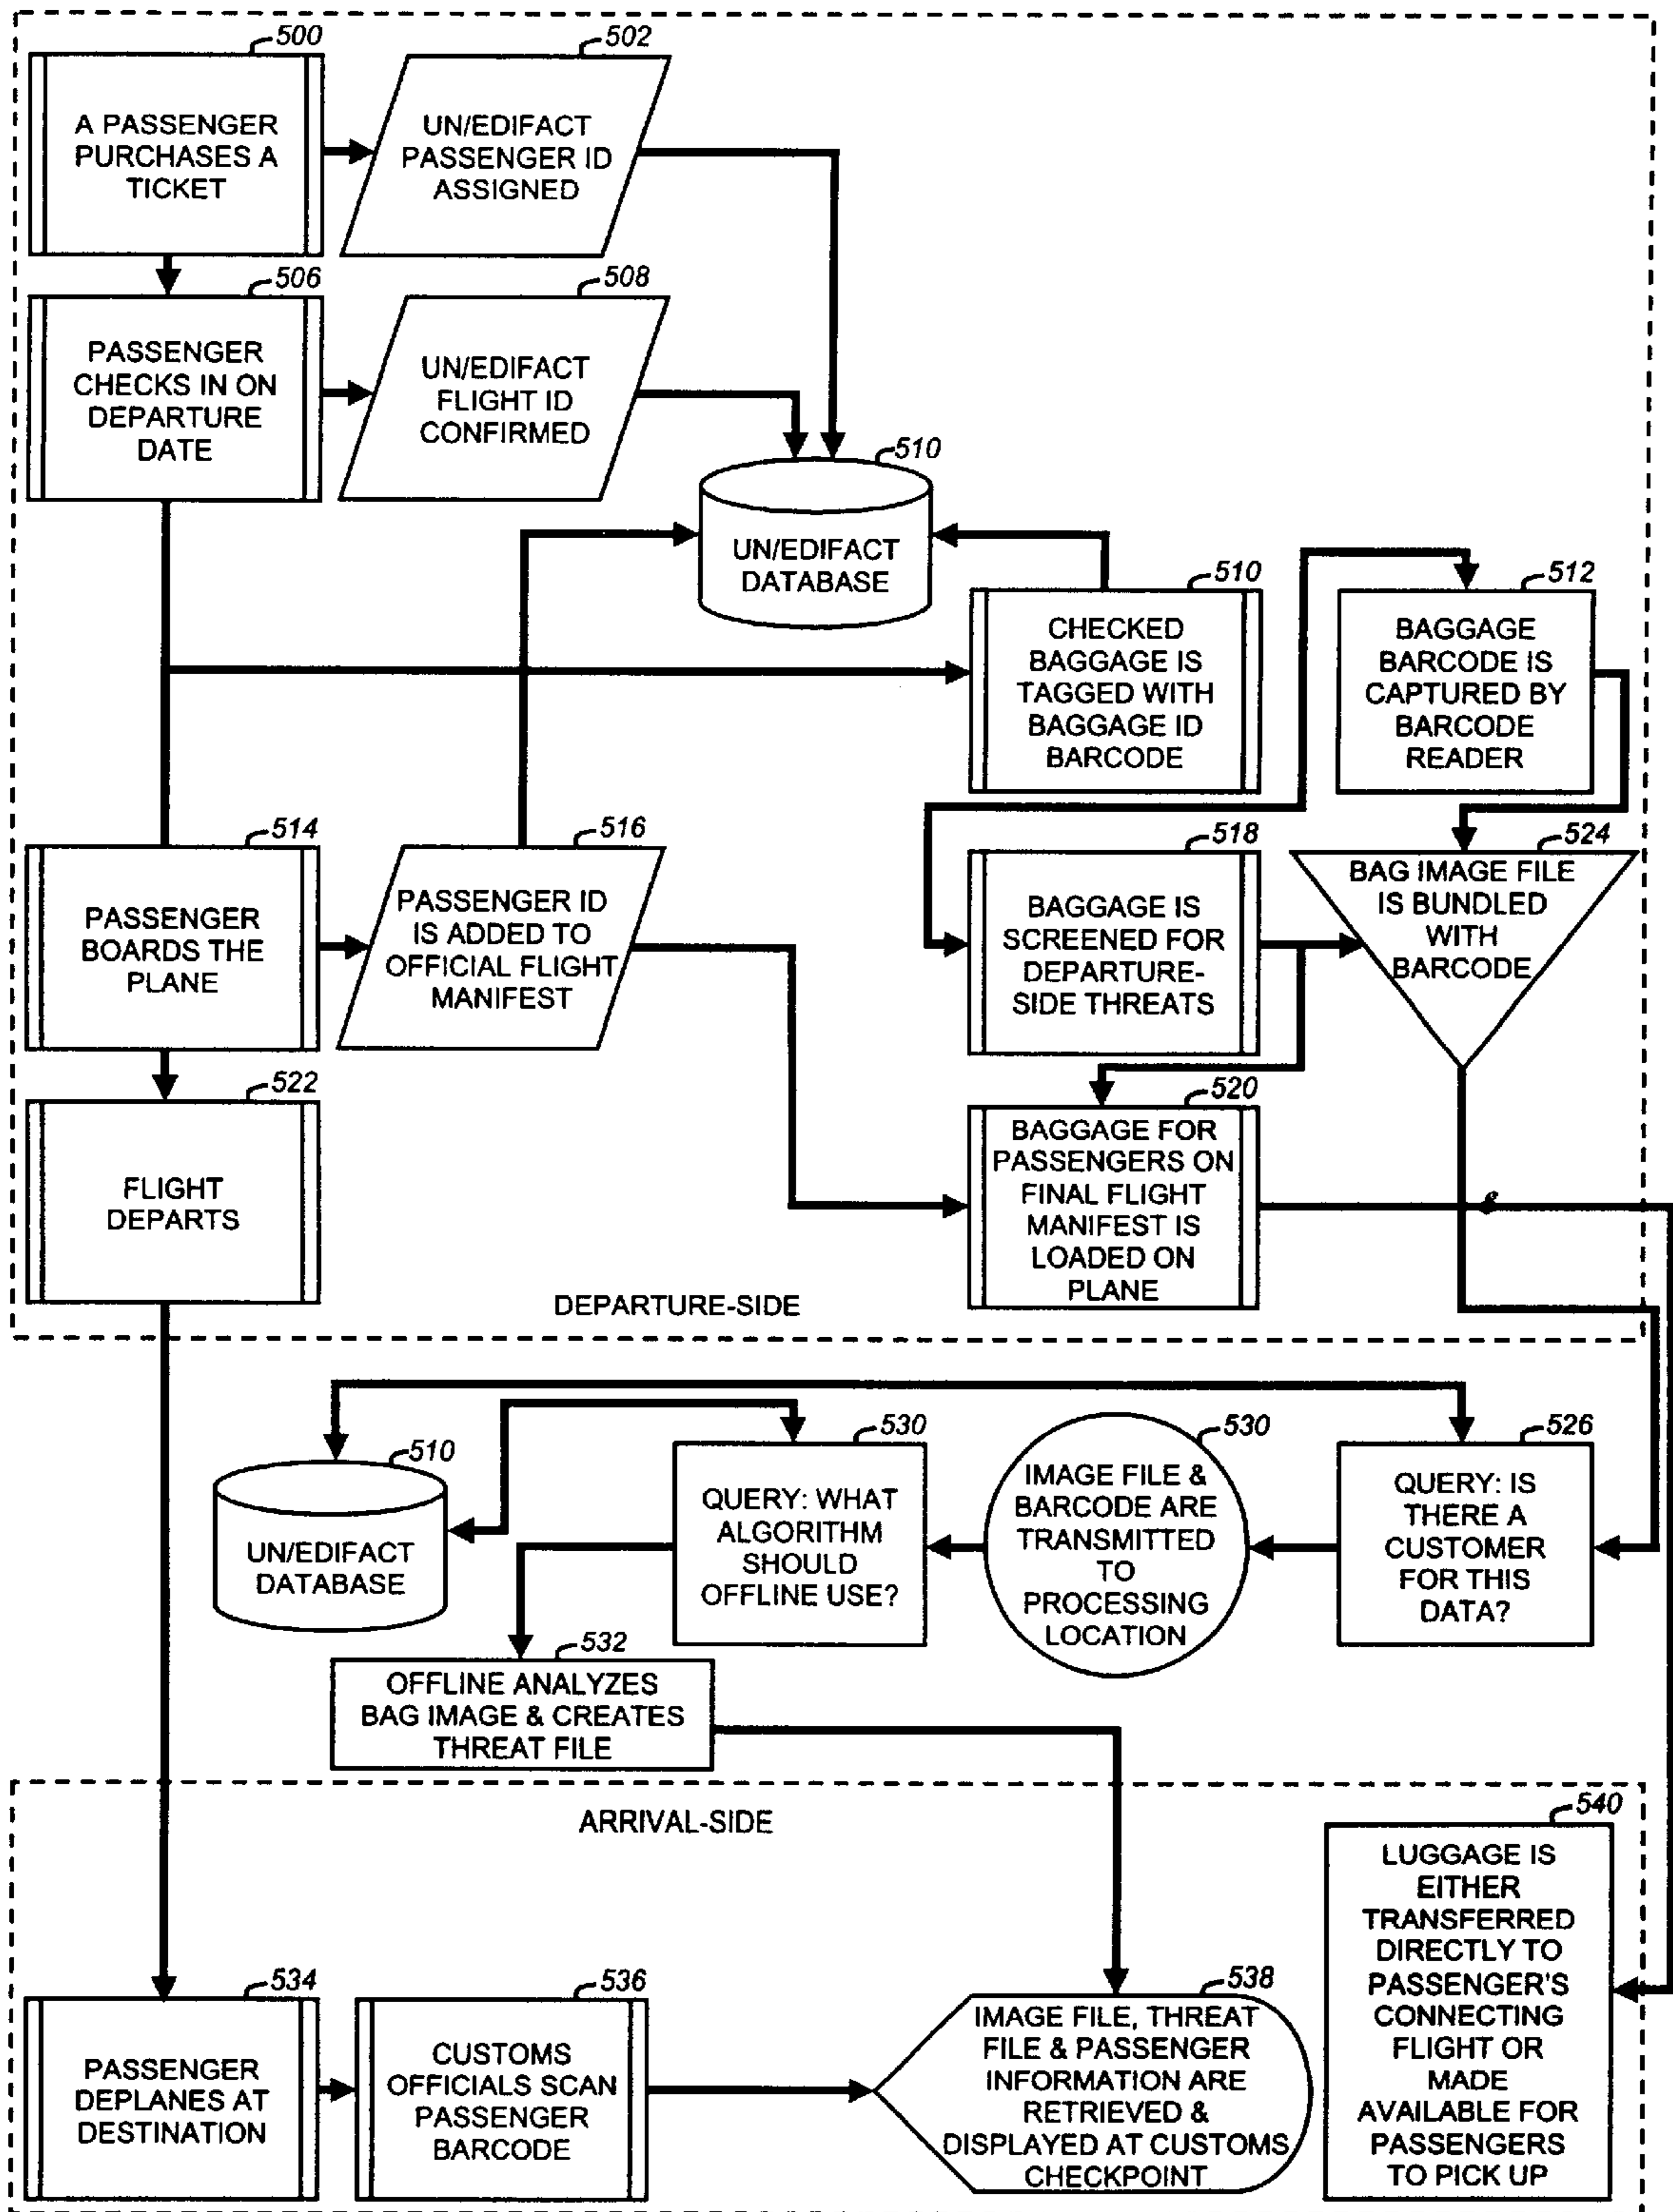 500
A PASSENGER
PURCHASES A
TICKET
502
UN/EDIFACT
PASSENGER ID
ASSIGNED
506
PASSENGER
CHECKS IN ON
DEPARTURE
DATE
508
UN/EDIFACT
FLIGHT ID
CONFIRMED
510
UN/EDIFACT
DATABASE
510
CHECKED
BAGGAGE IS
TAGGED WITH
BAGGAGE ID
BARCODE
512
BAGGAGE
BARCODE IS
CAPTURED BY
BARCODE
READER
514
PASSENGER
BOARDS THE
PLANE
516
PASSENGER ID
IS ADDED TO
OFFICIAL FLIGHT
MANIFEST
518
BAGGAGE IS
SCREENED FOR
DEPARTURE-
SIDE THREATS
524
BAG IMAGE FILE
IS BUNDLED
WITH
BARCODE
522
FLIGHT
DEPARTS
520
BAGGAGE FOR
PASSENGERS ON
FINAL FLIGHT
MANIFEST IS
LOADED ON
PLANE
DEPARTURE-SIDE
510
UN/EDIFACT
DATABASE
530
QUERY: WHAT
ALGORITHM
SHOULD
OFFLINE USE?
530
IMAGE FILE &
BARCODE ARE
TRANSMITTED
TO
PROCESSING
LOCATION
526
QUERY: IS
THERE A
CUSTOMER
FOR THIS
DATA?
532
OFFLINE ANALYZES
BAG IMAGE & CREATES
THREAT FILE
ARRIVAL-SIDE
534
PASSENGER
DEPLANES AT
DESTINATION
536
CUSTOMS
OFFICIALS SCAN
PASSENGER
BARCODE
538
IMAGE FILE, THREAT
FILE & PASSENGER
INFORMATION ARE
RETRIEVED &
DISPLAYED AT CUSTOMS
CHECKPOINT
540
LUGGAGE IS
EITHER
TRANSFERRED
DIRECTLY TO
PASSENGER'S
CONNECTING
FLIGHT OR
MADE
AVAILABLE FOR
PASSENGERS
TO PICK UP